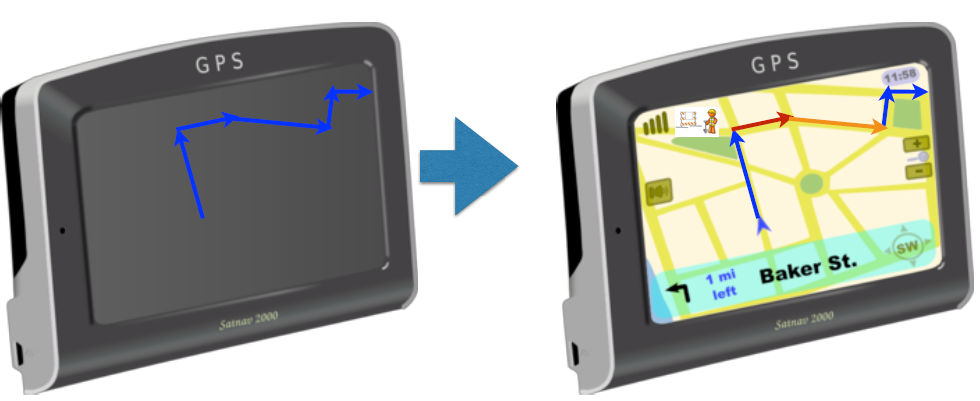 GPS
Satnav 2000
GPS
11:58
+
-
1 mi
left
Baker St.
SW
Satnav 2000